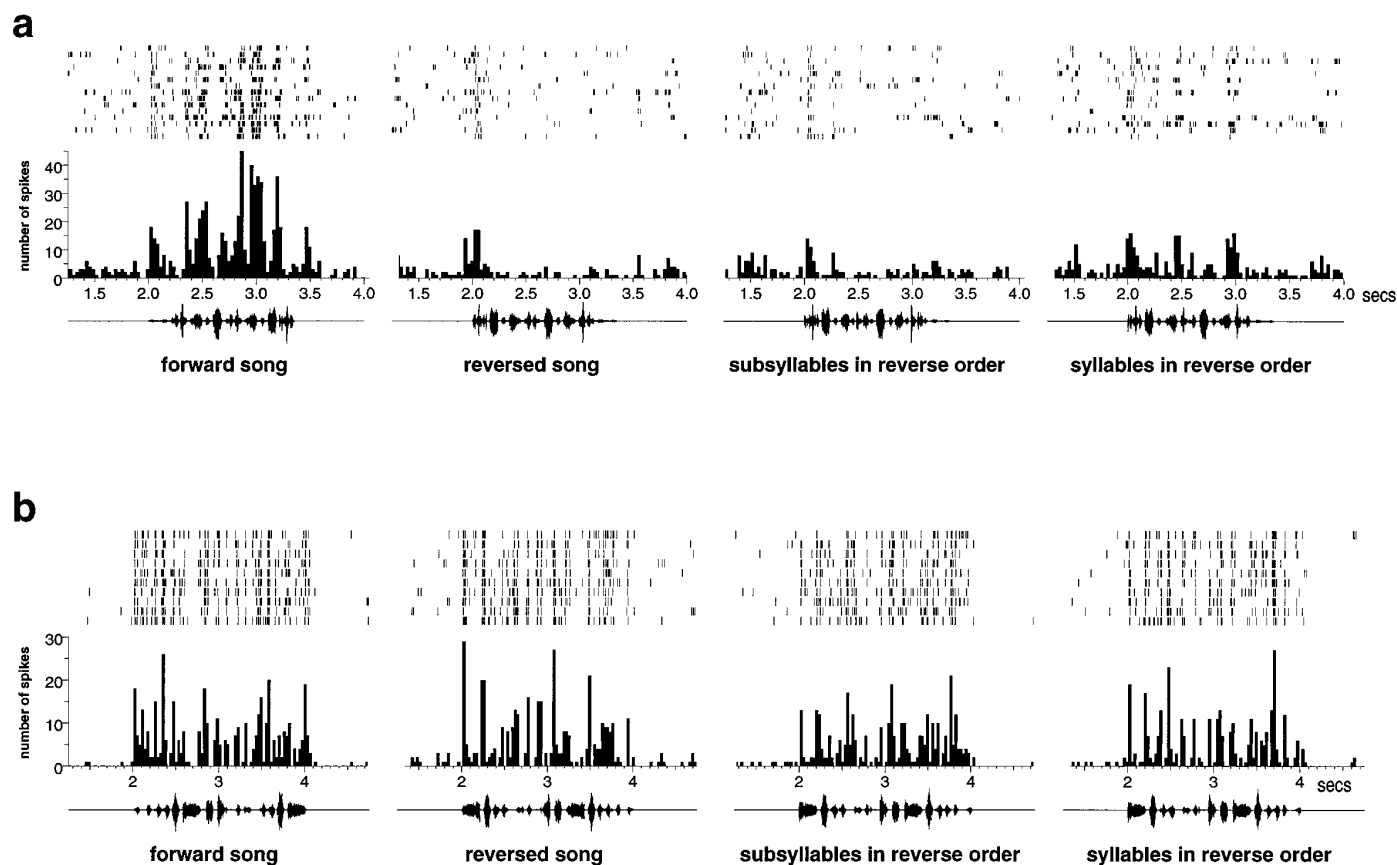 a
number of spikes
40
30
20
10
0
1.5 2.0 2.5 3.0 3.5 4.0
1.5 2.0 2.5 3.0 3.5 4.0
1.5 2.0 2.5 3.0 3.5 4.0
1.5 2.0 2.5 3.0 3.5 4.0 secs
forward song
reversed song
subsyllables in reverse order
syllables in reverse order
b
number of spikes
30
20
10
0
2 3 4
2 3 4
2 3 4
2 3 4 secs
forward song
reversed song
subsyllables in reverse order
syllables in reverse order